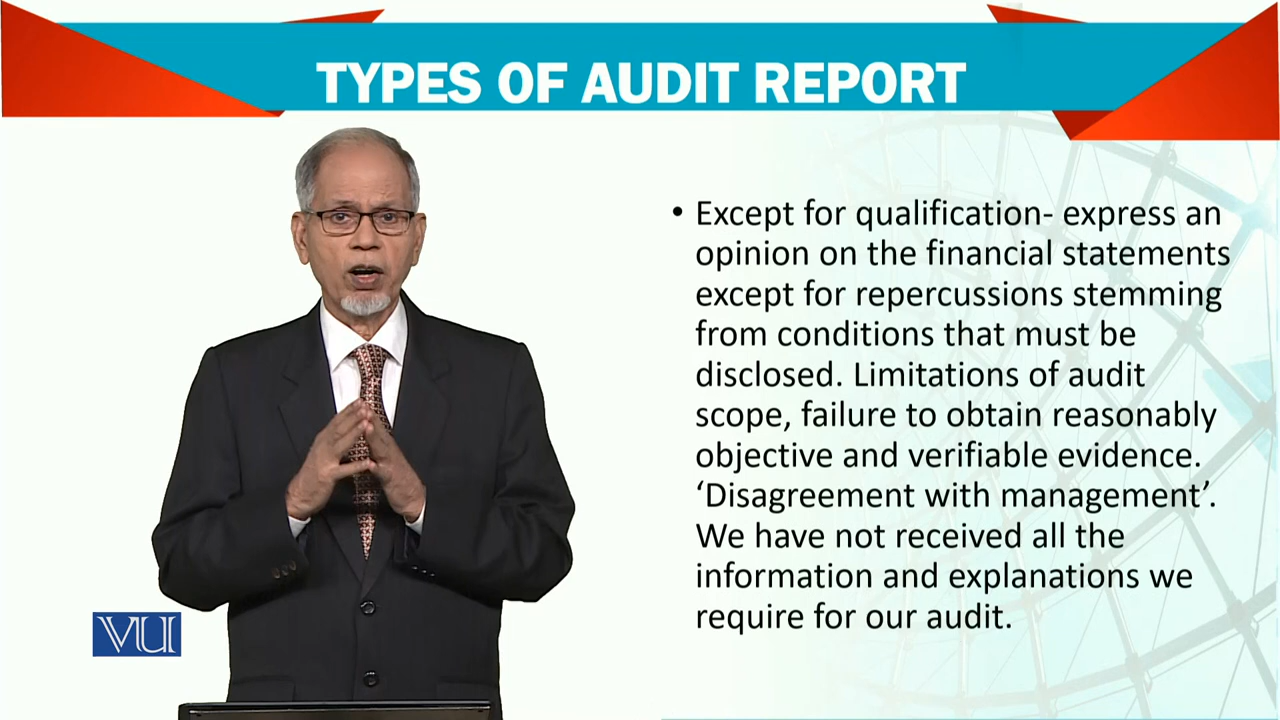 TYPES OF AUDIT REPORT
• Except for qualification- express an
opinion on the financial statements
except for repercussions stemming
from conditions that must be
disclosed. Limitations of audit
scope, failure to obtain reasonably
objective and verifiable evidence.
‘Disagreement with management’.
We have not received all the
information and explanations we
require for our audit.
VU